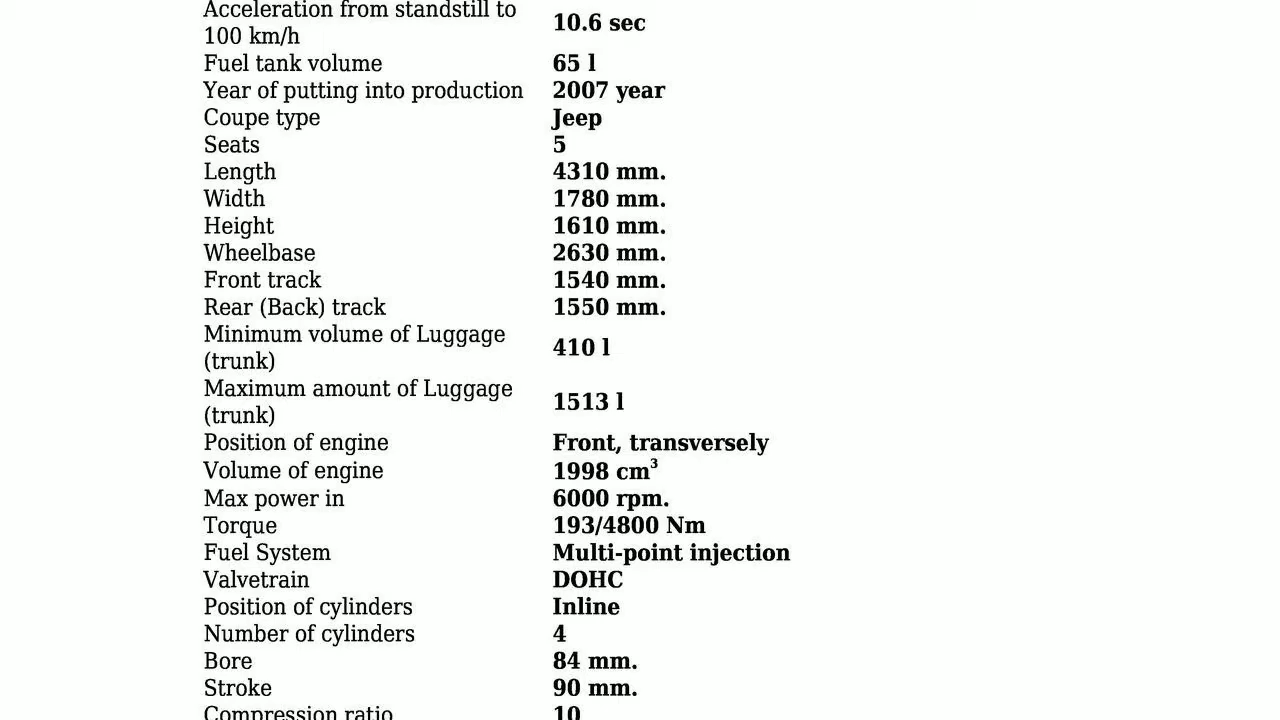 Acceleration from standstill to
100 km/h 10.6 sec
Fuel tank volume 65 l
Year of putting into production 2007 year
Coupe type Jeep
Seats 5
Length 4310 mm.
Width 1780 mm.
Height 1610 mm.
Wheelbase 2630 mm.
Front track 1540 mm.
Rear (Back) track 1550 mm.
Minimum volume of Luggage
(trunk) 410 l
Maximum amount of Luggage
(trunk) 1513 l
Position of engine Front, transversely
Volume of engine 1998 cm³
Max power in 6000 rpm.
Torque 193/4800 Nm
Fuel System Multi-point injection
Valvetrain DOHC
Position of cylinders Inline
Number of cylinders 4
Bore 84 mm.
Stroke 90 mm.
Compression ratio 10